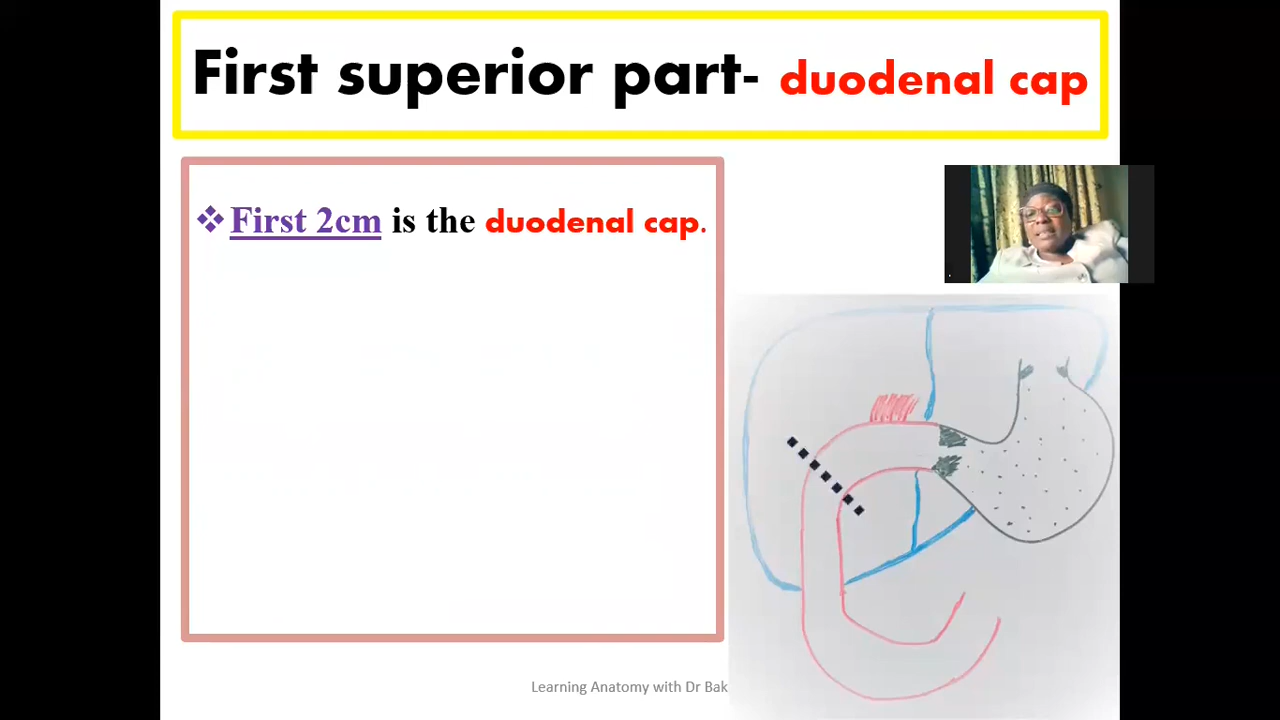 First superior part- duodenal cap
❖ First 2cm is the duodenal cap.
Learning Anatomy with Dr Bak